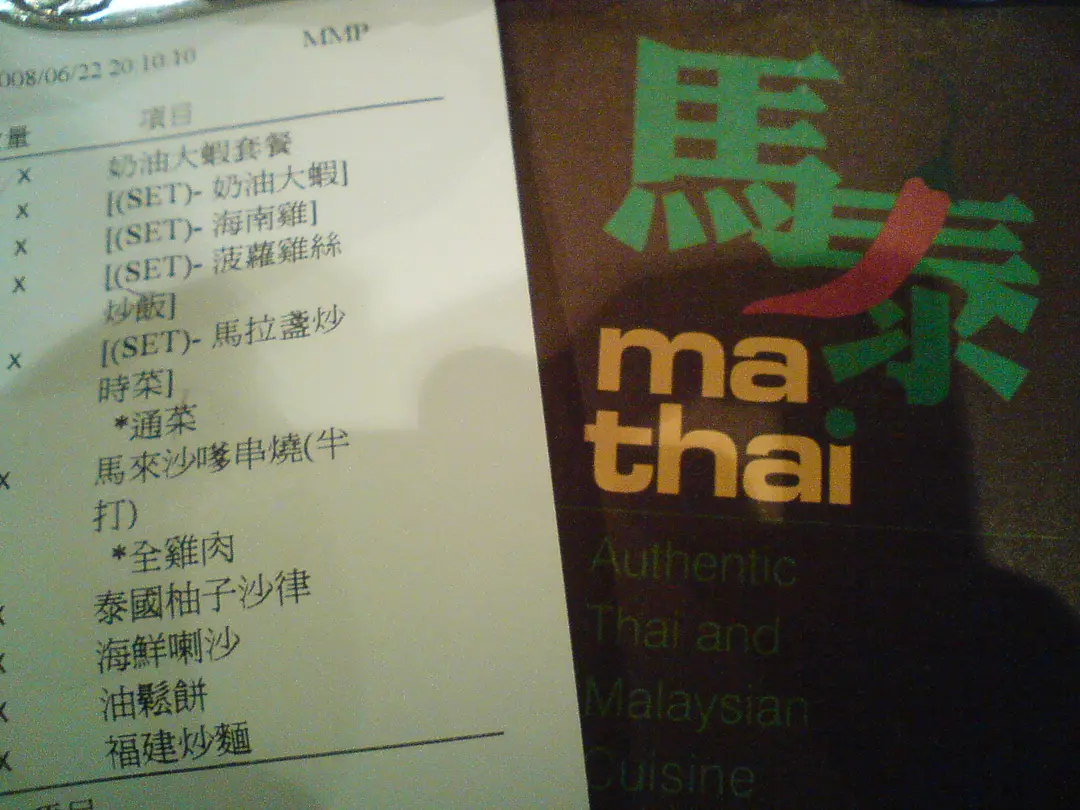 MMP
008/06/22 20 10 10
量 項目
x 奶油大蝦套餐
x [(SET)- 奶油大蝦]
x [(SET)- 海南雞]
x [(SET)- 菠蘿雞絲
炒飯]
x [(SET)- 馬拉盞炒
時菜]
*通菜
x 馬來沙嗲串燒(半
打)
*全雞肉
x 泰國柚子沙律
x 海鮮喇沙
x 油鬆餅
x 福建炒麵
馬泰
ma
thai
Authentic
Thai and
Malaysian
Cuisine